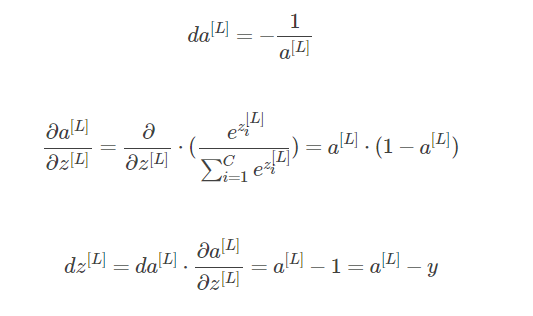 $da^{[L]} = -\frac{1}{a^{[L]}}$
$\frac{\partial a^{[L]}}{\partial z^{[L]}} = \frac{\partial}{\partial z^{[L]}} \cdot (\frac{e^{z_i^{[L]}}}{\sum_{i=1}^{C} e^{z_i^{[L]}}}) = a^{[L]} \cdot (1 - a^{[L]})$
$dz^{[L]} = da^{[L]} \cdot \frac{\partial a^{[L]}}{\partial z^{[L]}} = a^{[L]} - 1 = a^{[L]} - y$